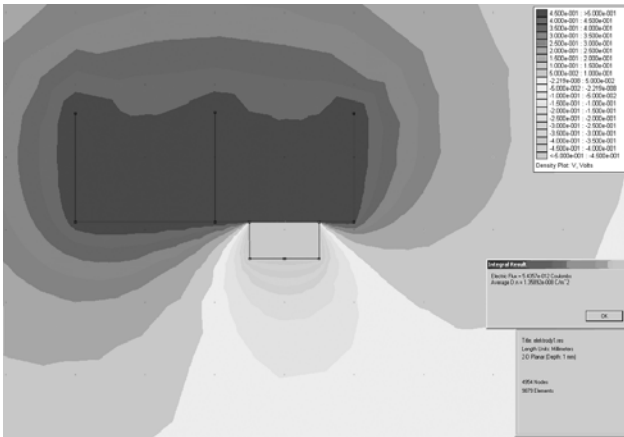 4.500e-001 : >5.000e-001
4.000e-001 : 4.500e-001
3.500e-001 : 4.000e-001
3.000e-001 : 3.500e-001
2.500e-001 : 3.000e-001
2.000e-001 : 2.500e-001
1.500e-001 : 2.000e-001
1.000e-001 : 1.500e-001
5.000e-002 : 1.000e-001
-2.219e-008 : 5.000e-002
-5.000e-002 : -2.219e-008
-1.000e-001 : -5.000e-002
-1.500e-001 : -1.000e-001
-2.000e-001 : -1.500e-001
-2.500e-001 : -2.000e-001
-3.000e-001 : -2.500e-001
-3.500e-001 : -3.000e-001
-4.000e-001 : -3.500e-001
-4.500e-001 : -4.000e-001
<-5.000e-001 : -4.500e-001
Density Plot: V, Volts
Integral Result
Electric Flux = Coulombs
Average D.n = C/m^2
OK
Title:
Length Units: Millimeters
2-D Planar (Depth: 1 mm)
4994 Nodes
9879 Elements